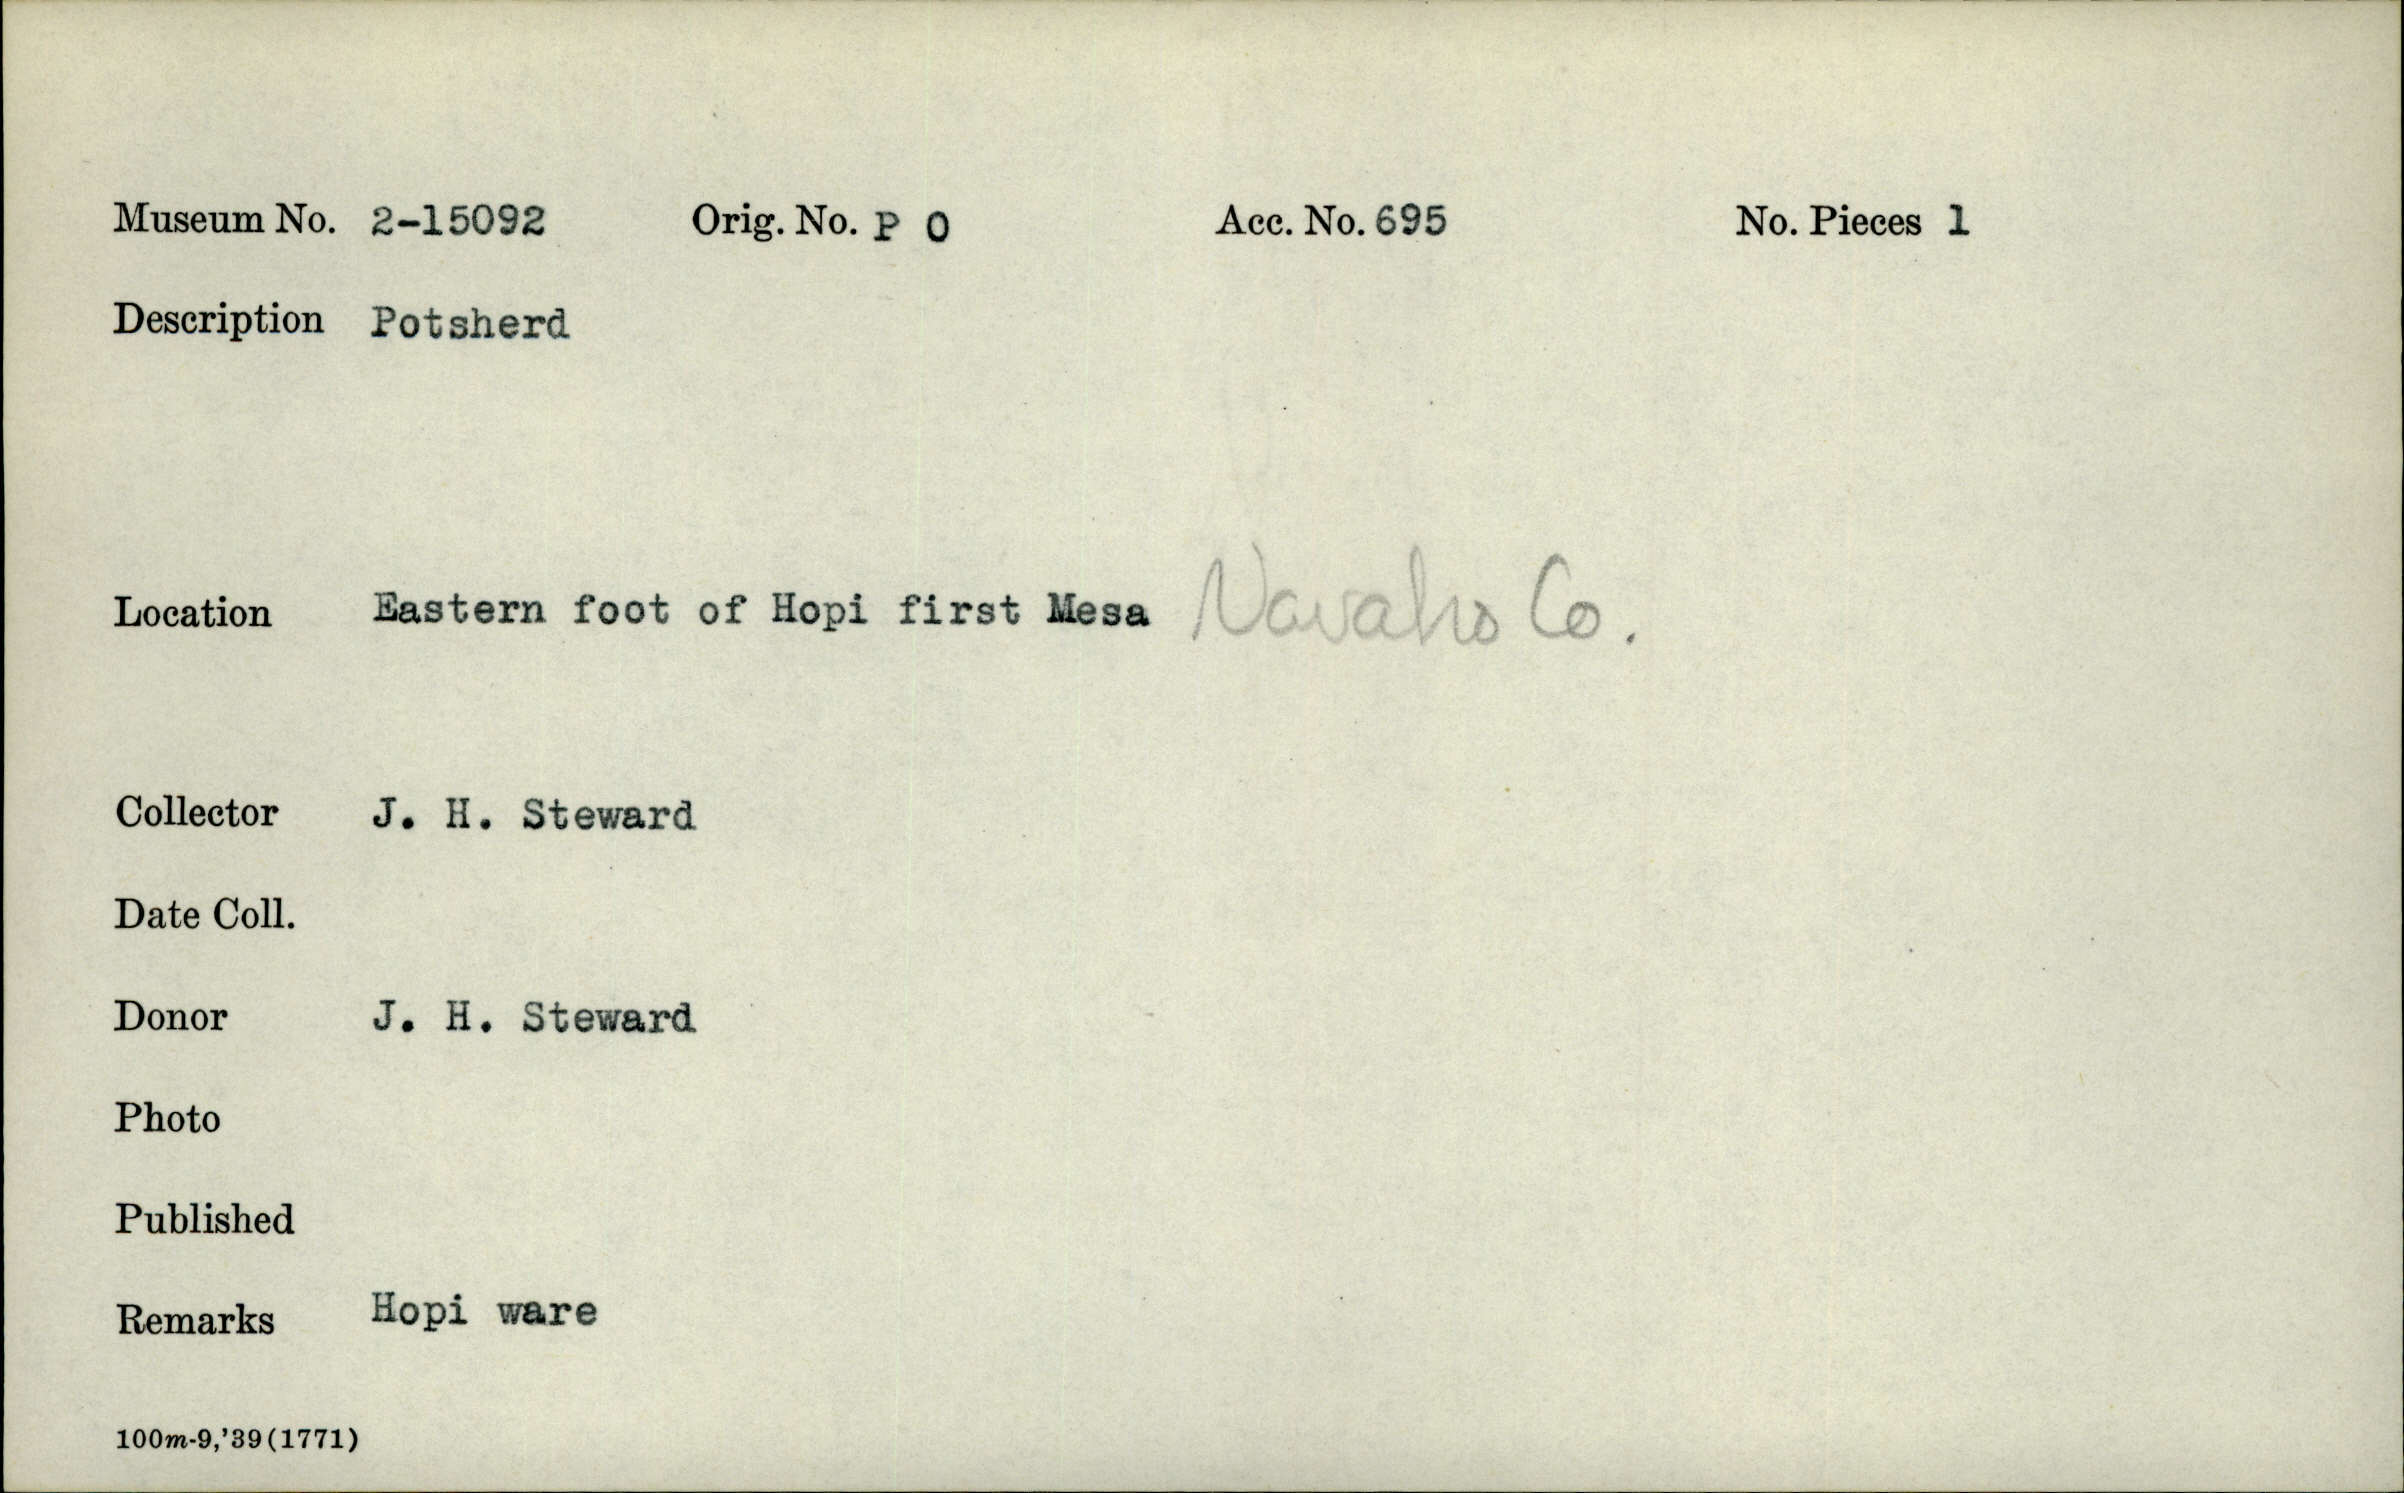 Museum No. 2-15092 Orig. No. P O Acc. No. 695 No. Pieces 1
Description Potsherd
Location Eastern foot of Hopi first Mesa Navaho Co.
Collector J. H. Steward
Date Coll.
Donor J. H. Steward
Photo
Published
Remarks Hopi ware
100m-9,'39(1771)